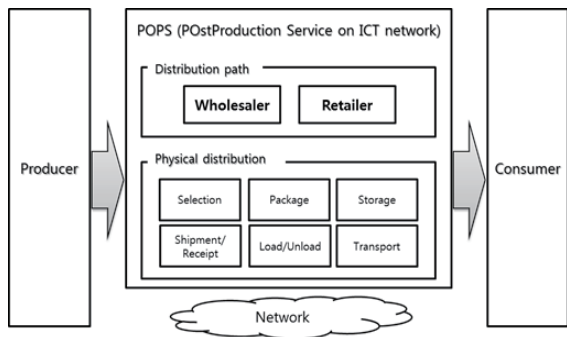 POPS (POstProduction Service on ICT network)
Distribution path
Wholesaler
Retailer
Producer
Physical distribution
Selection
Package
Storage
Shipment/
Receipt
Load/Unload
Transport
Consumer
Network